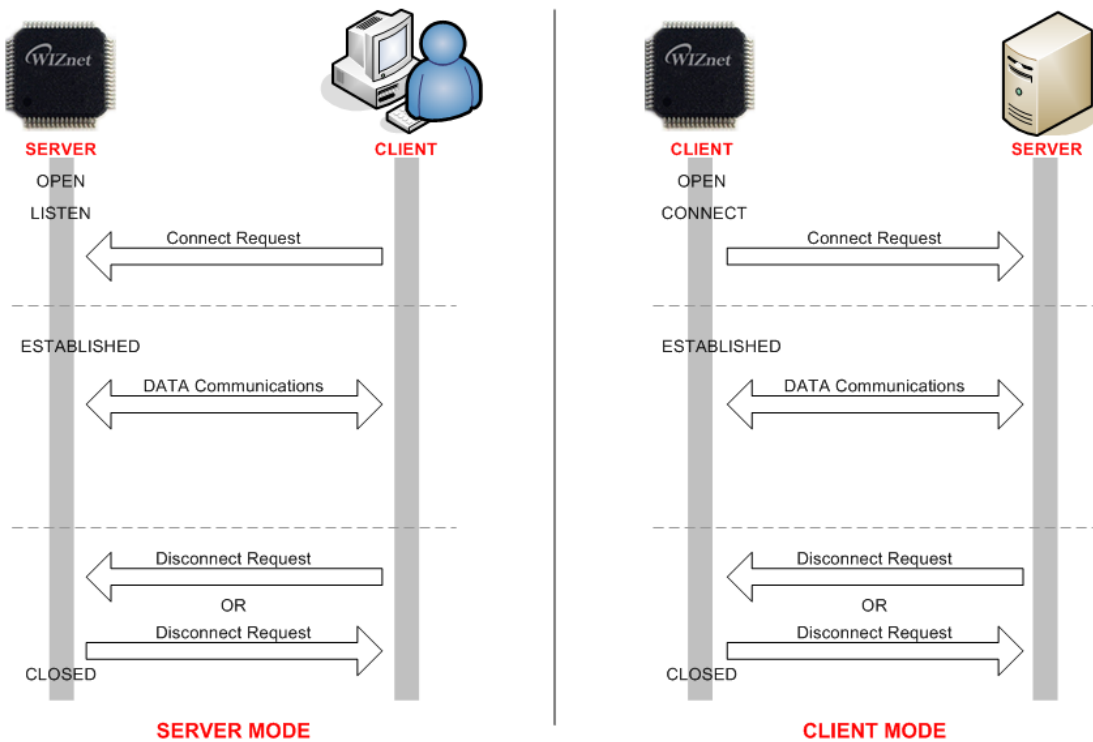 WIZnet
SERVER
CLIENT
OPEN
LISTEN
Connect Request
ESTABLISHED
DATA Communications
Disconnect Request
OR
Disconnect Request
CLOSED
SERVER MODE
WIZnet
CLIENT
SERVER
OPEN
CONNECT
Connect Request
ESTABLISHED
DATA Communications
Disconnect Request
OR
Disconnect Request
CLOSED
CLIENT MODE